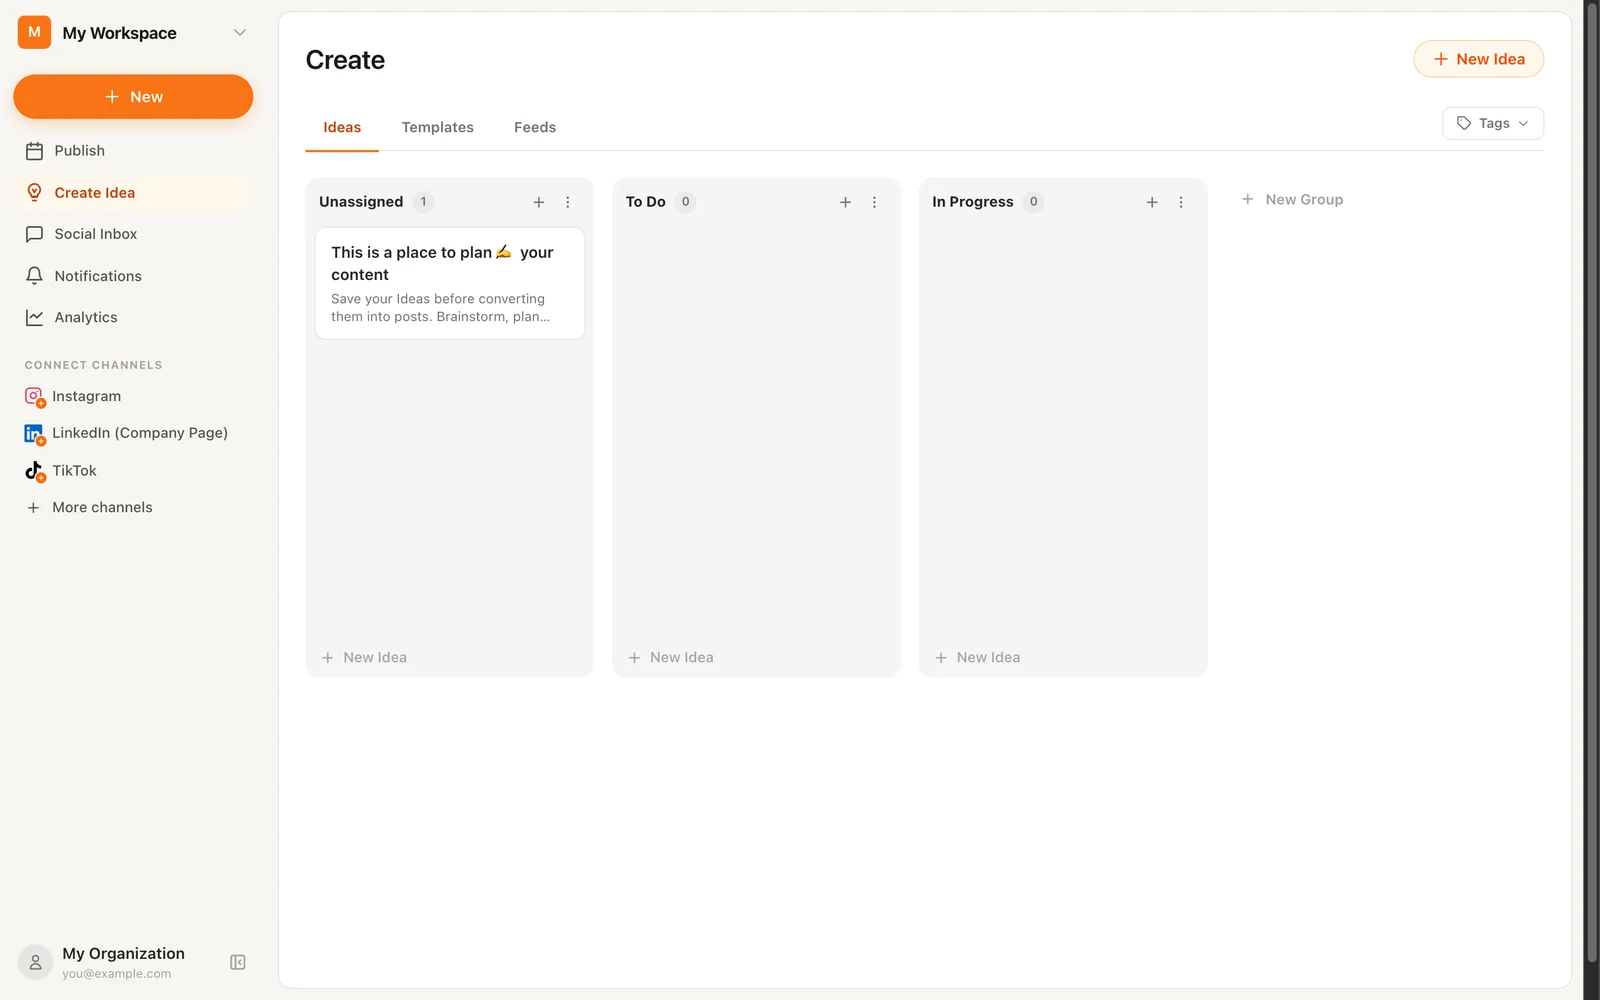 M My Workspace
+ New
Publish
Create Idea
Social Inbox
Notifications
Analytics
CONNECT CHANNELS
Instagram
LinkedIn (Company Page)
TikTok
+ More channels
My Organization
you@example.com
Create
+ New Idea
Ideas Templates Feeds
Tags
Unassigned 1
This is a place to plan✍️ your
content
Save your Ideas before converting
them into posts. Brainstorm, plan...
+ New Idea
To Do 0
+ New Idea
In Progress 0
+ New Idea
+ New Group